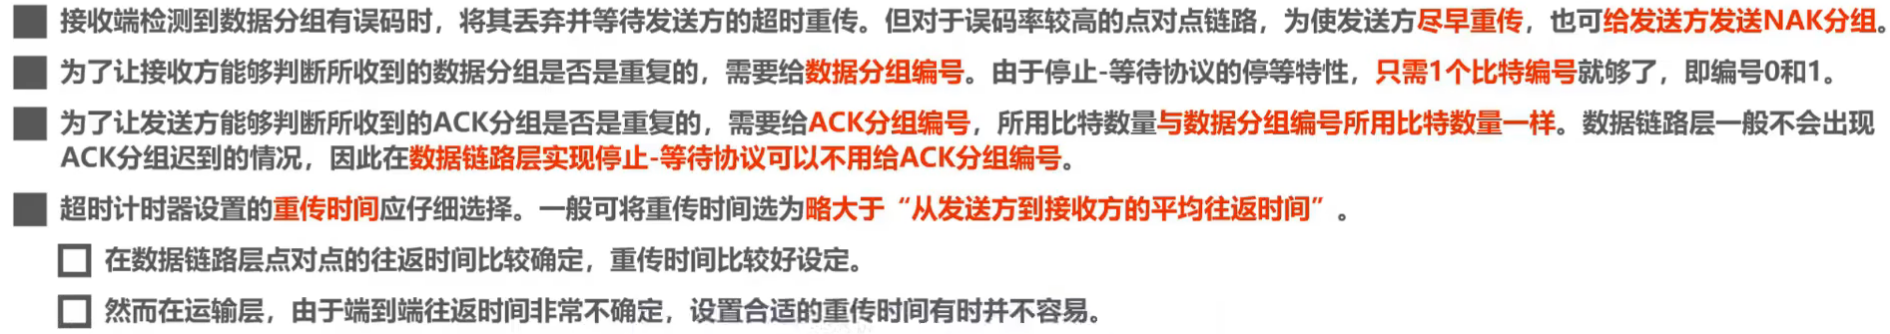 接收端检测到数据分组有误码时，将其丢弃并等待发送方的超时重传。但对于误码率较高的点对点链路，为使发送方尽早重传，也可给发送方发送NAK分组。
为了让接收方能够判断所收到的数据分组是否是重复的，需要给数据分组编号。由于停止-等待协议的停等特性，只需1个比特编号就够了，即编号0和1。
为了让发送方能够判断所收到的ACK分组是否是重复的，需要给ACK分组编号，所用比特数量与数据分组编号所用比特数量一样。数据链路层一般不会出现
ACK分组迟到的情况，因此在数据链路层实现停止-等待协议可以不用给ACK分组编号。
超时计时器设置的重传时间应仔细选择。一般可将重传时间选为略大于“从发送方到接收方的平均往返时间”。
在数据链路层点对点的往返时间比较确定，重传时间比较好设定。
然而在运输层，由于端到端往返时间非常不确定，设置合适的重传时间有时并不容易。